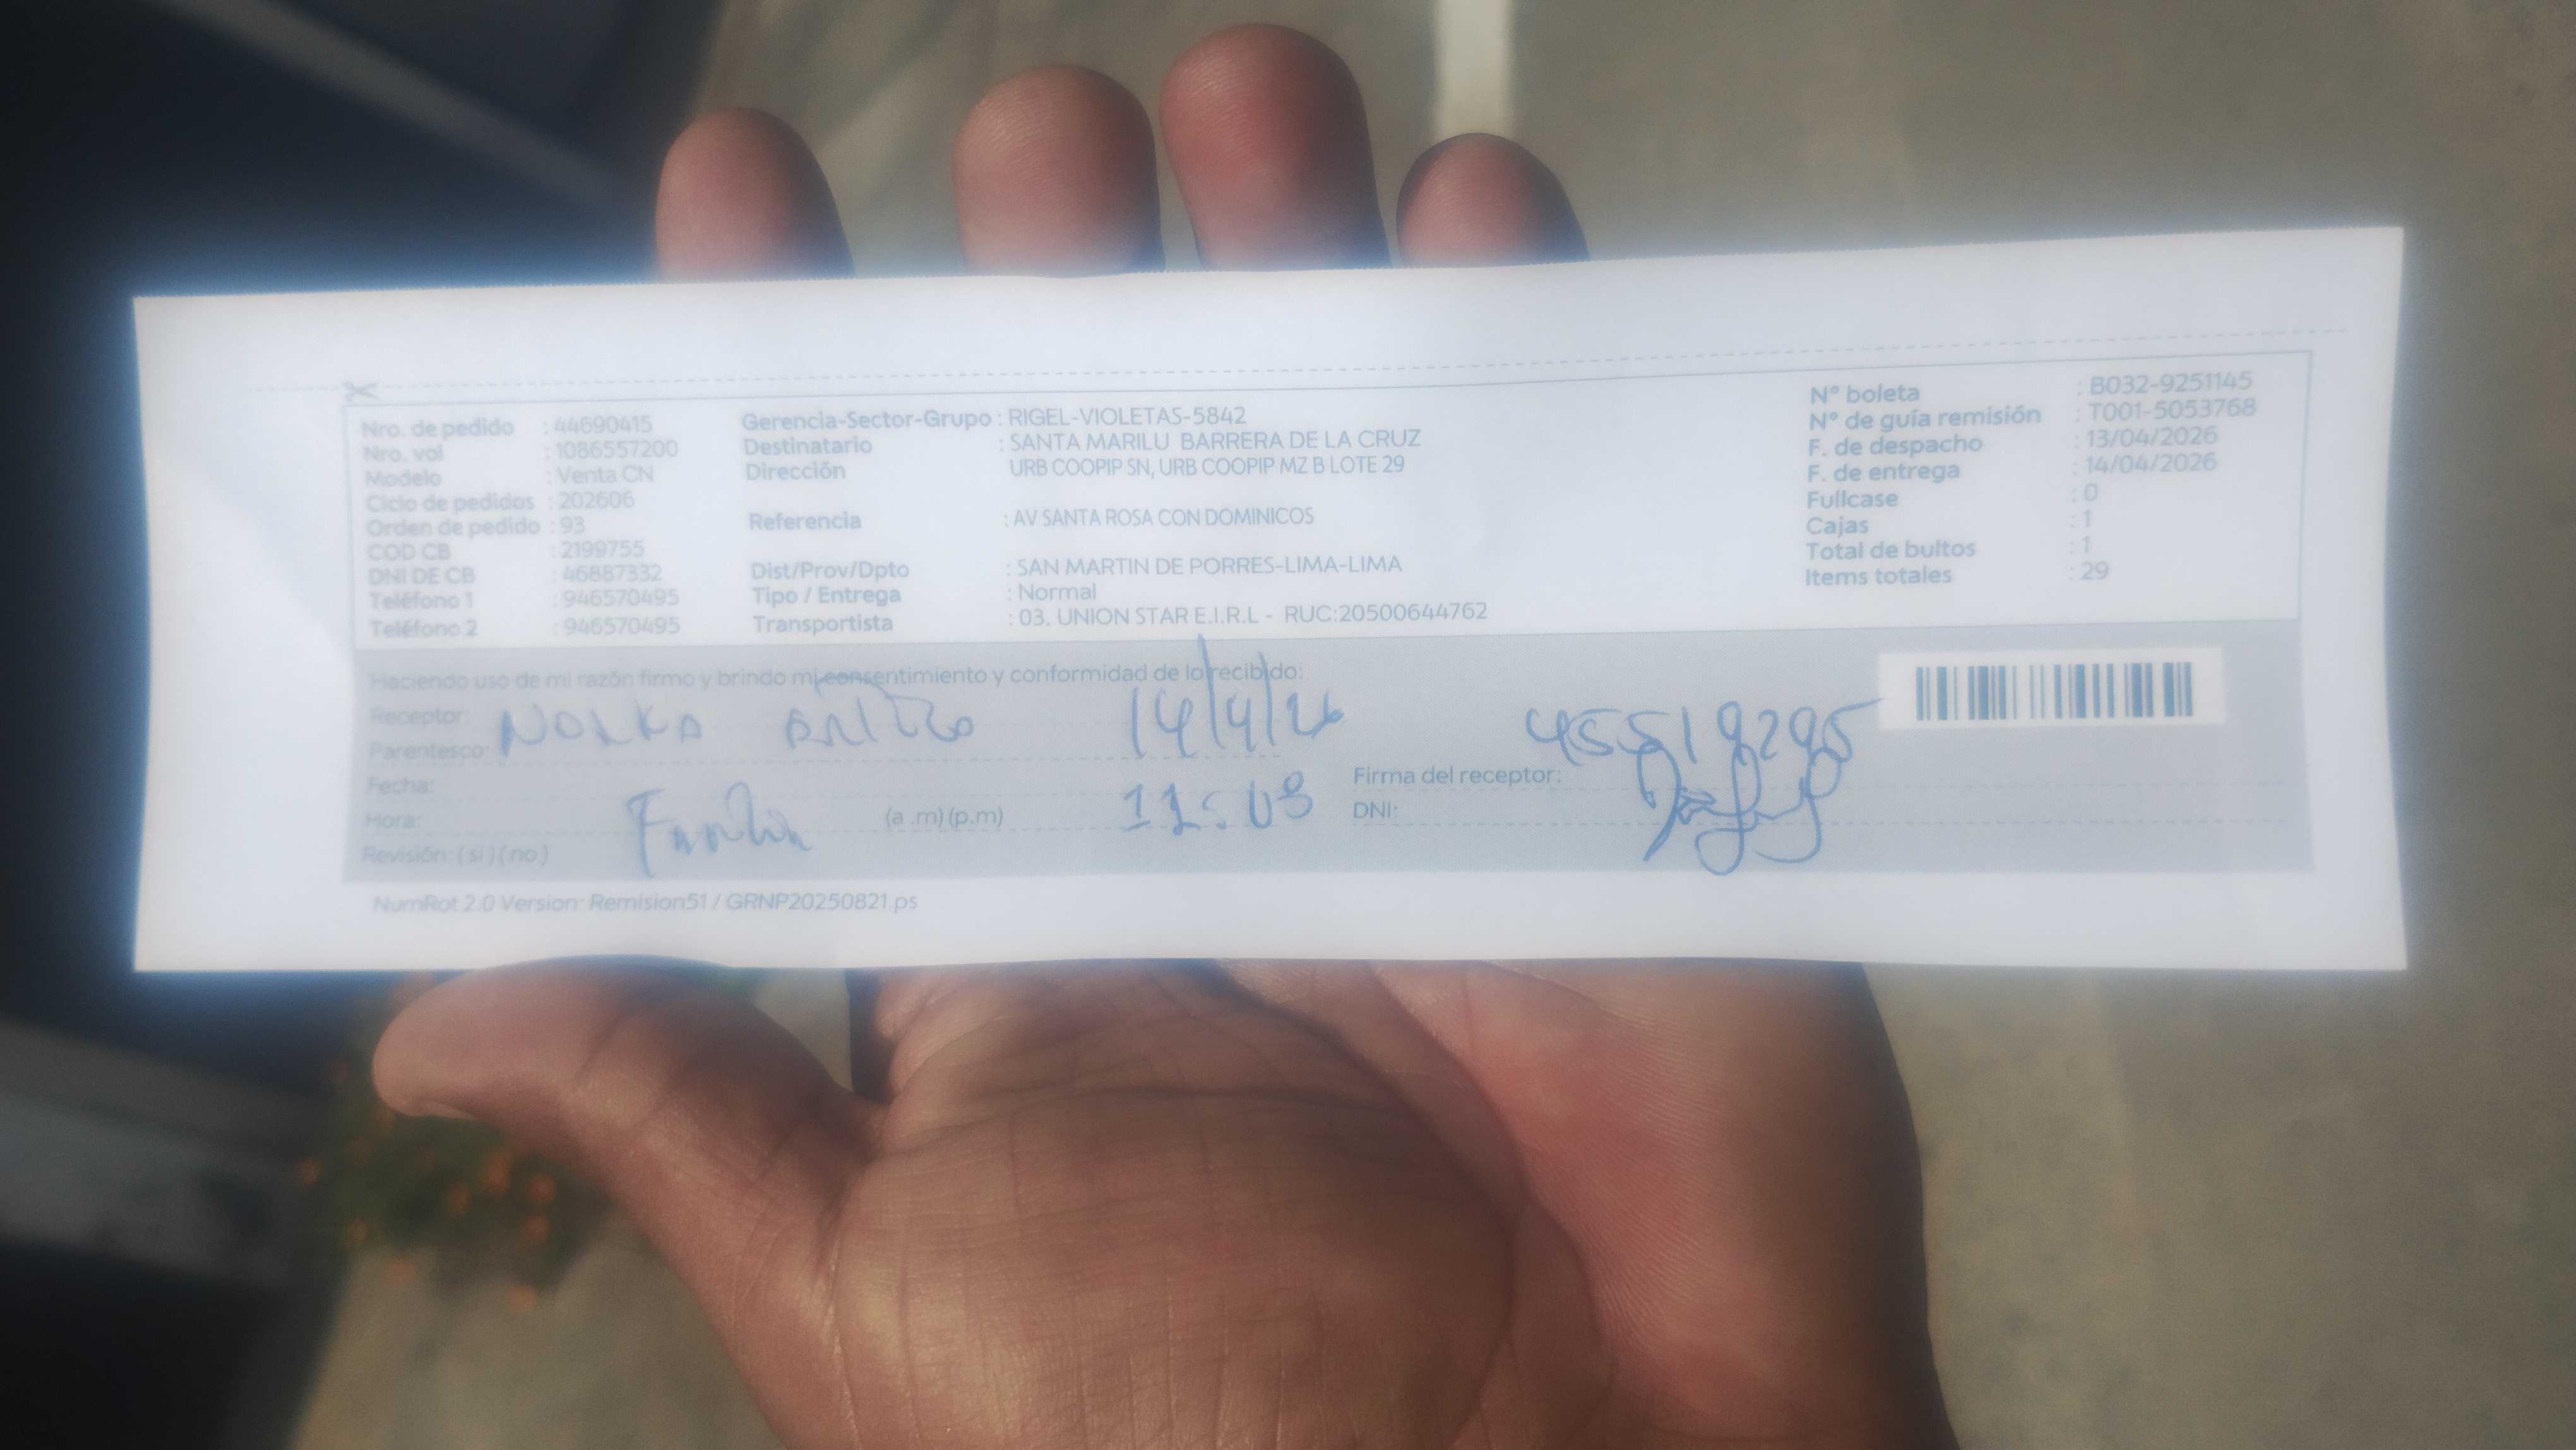 Nro. de pedido : 44690415
Nro. vol : 1086557200
Modelo : Venta CN
Ciclo de pedidos : 202606
Orden de pedido : 93
COD CB : 2199755
DNI DE CB : 46887332
Teléfono 1 : 946570495
Teléfono 2 : 946570495
Gerencia-Sector-Grupo : RIGEL-VIOLETAS-5842
Destinatario : SANTA MARILU BARRERA DE LA CRUZ
Dirección URB COOPIP SN, URB COOPIP MZ B LOTE 29
Referencia : AV SANTA ROSA CON DOMINICOS
Dist/Prov/Dpto : SAN MARTIN DE PORRES-LIMA-LIMA
Tipo / Entrega : Normal
Transportista : 03. UNION STAR E.I.R.L - RUC:20500644762
N° boleta : B032-9251145
N° de guía remisión : T001-5053768
F. de despacho : 13/04/2026
F. de entrega : 14/04/2026
Fullcase : 0
Cajas : 1
Total de bultos : 1
Items totales : 29
Haciendo uso de mi razón firmo y brindo mi consentimiento y conformidad de lo recibido:
Receptor:
Parentesco: 14/4/26
Fecha:
Hora: (a .m) (p.m) 11:03
Revisión: ( si ) ( no )
Firma del receptor:
DNI:
NumRot 2.0 Version: Remision51 / GRNP20250821.ps